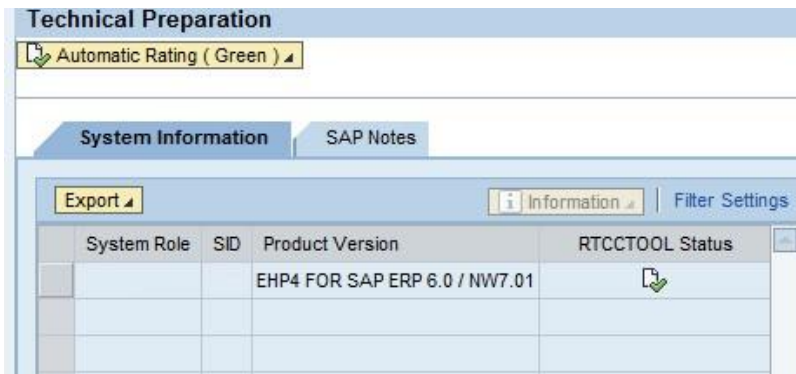 Technical Preparation
Automatic Rating ( Green )
System Information SAP Notes
Export Information Filter Settings
System Role SID Product Version RTCCTOOL Status
EHP4 FOR SAP ERP 6.0 / NW7.01